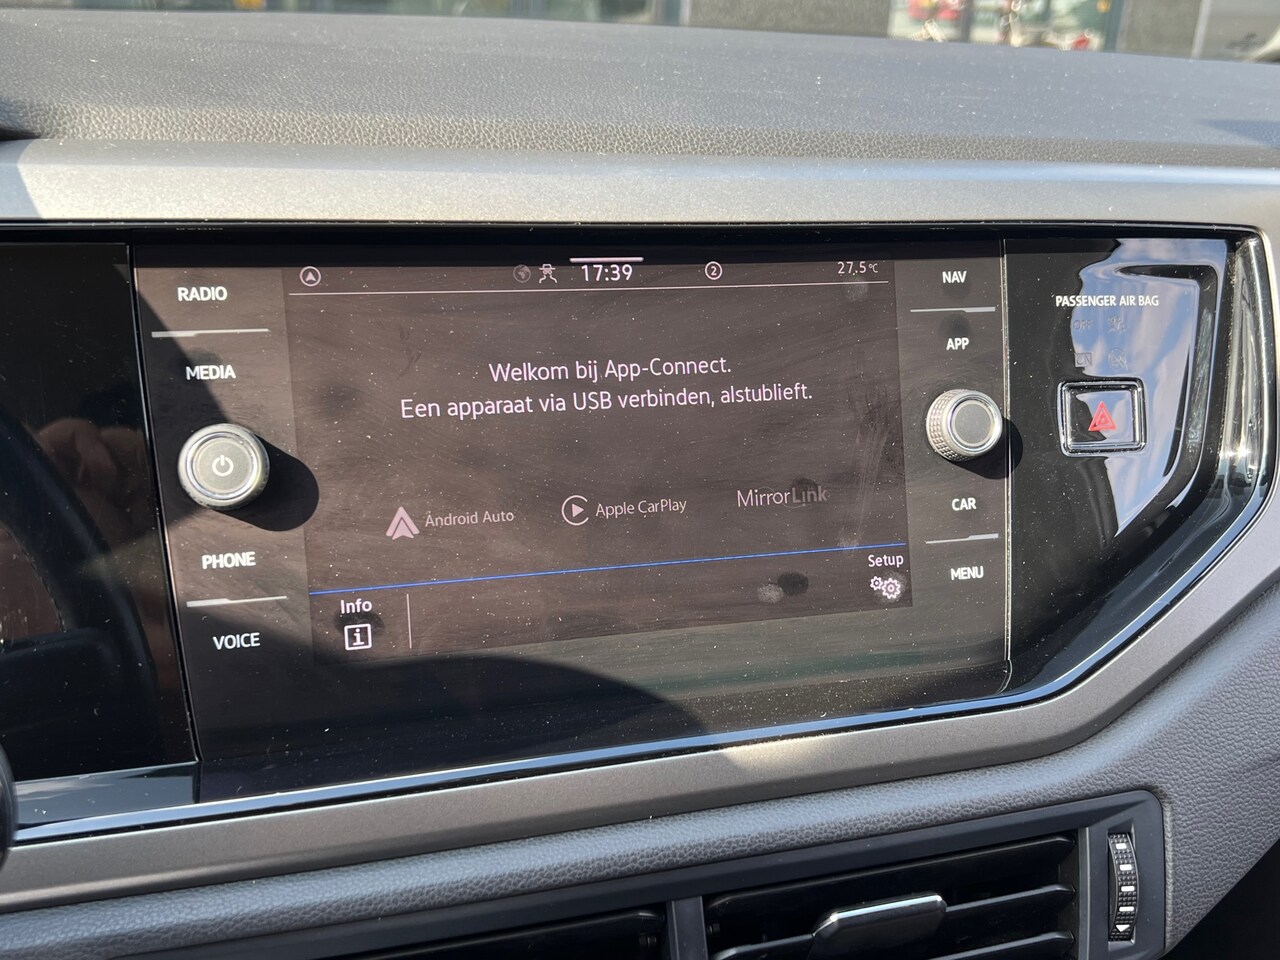 17:39
2
27.5°C
RADIO
MEDIA
PHONE
VOICE
Welkom bij App-Connect.
Een apparaat via USB verbinden, alstublieft.
Android Auto
Apple CarPlay
MirrorLink
Info
Setup
NAV
APP
CAR
MENU
PASSENGER AIR BAG